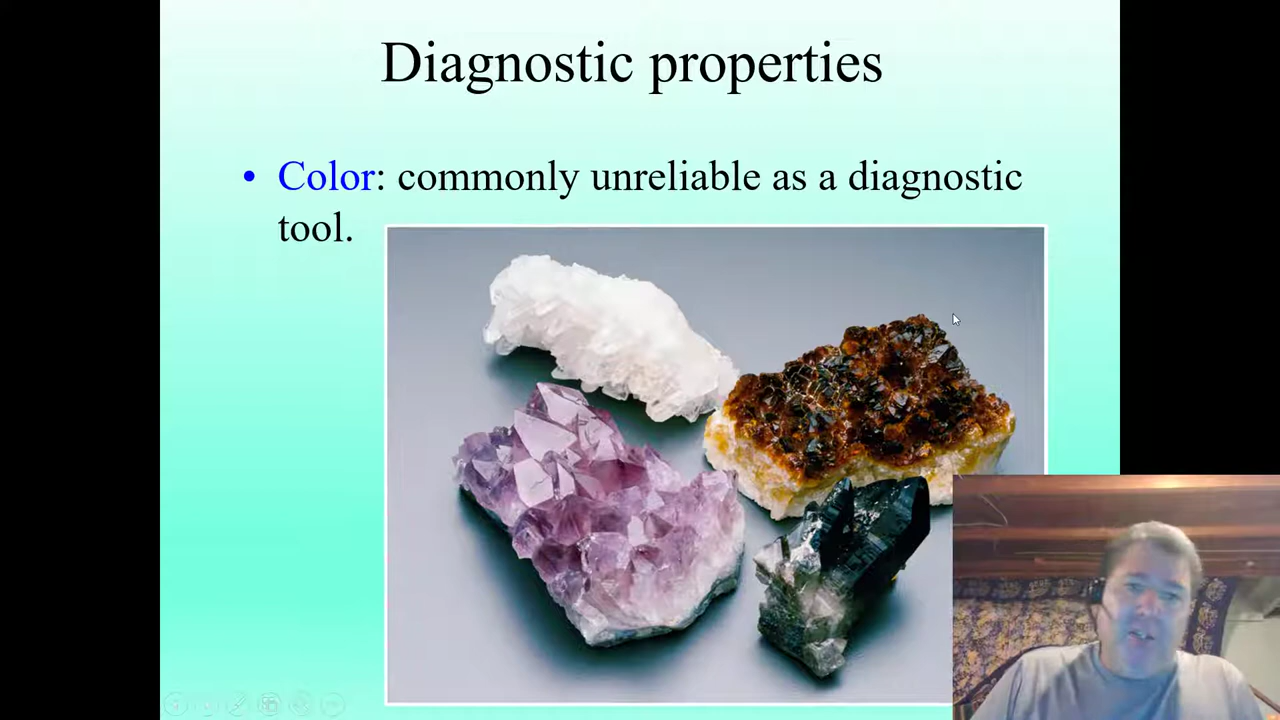 Diagnostic properties
• Color: commonly unreliable as a diagnostic
tool.